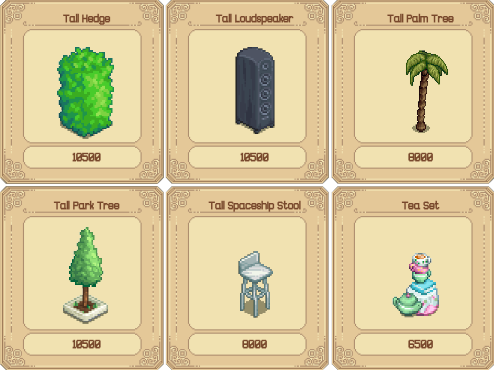 Tall Hedge
Tall Loudspeaker
Tall Palm Tree
10500
10500
8000
Tall Park Tree
Tall Spaceship Stool
Tea Set
10500
8000
6500